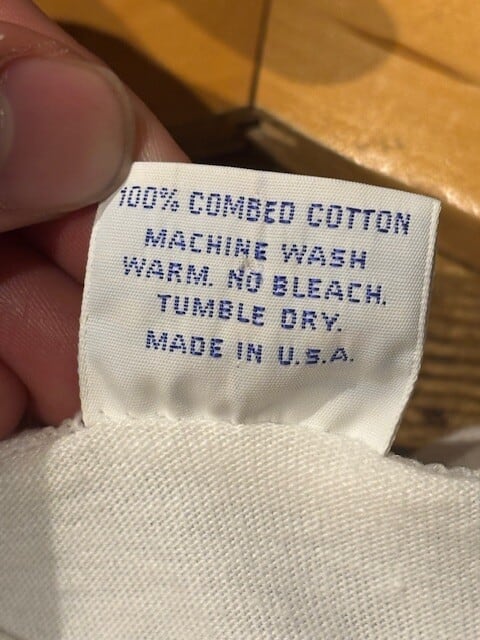 100% COMBED COTTON
MACHINE WASH
WARM. NO BLEACH.
TUMBLE DRY.
MADE IN U.S.A.